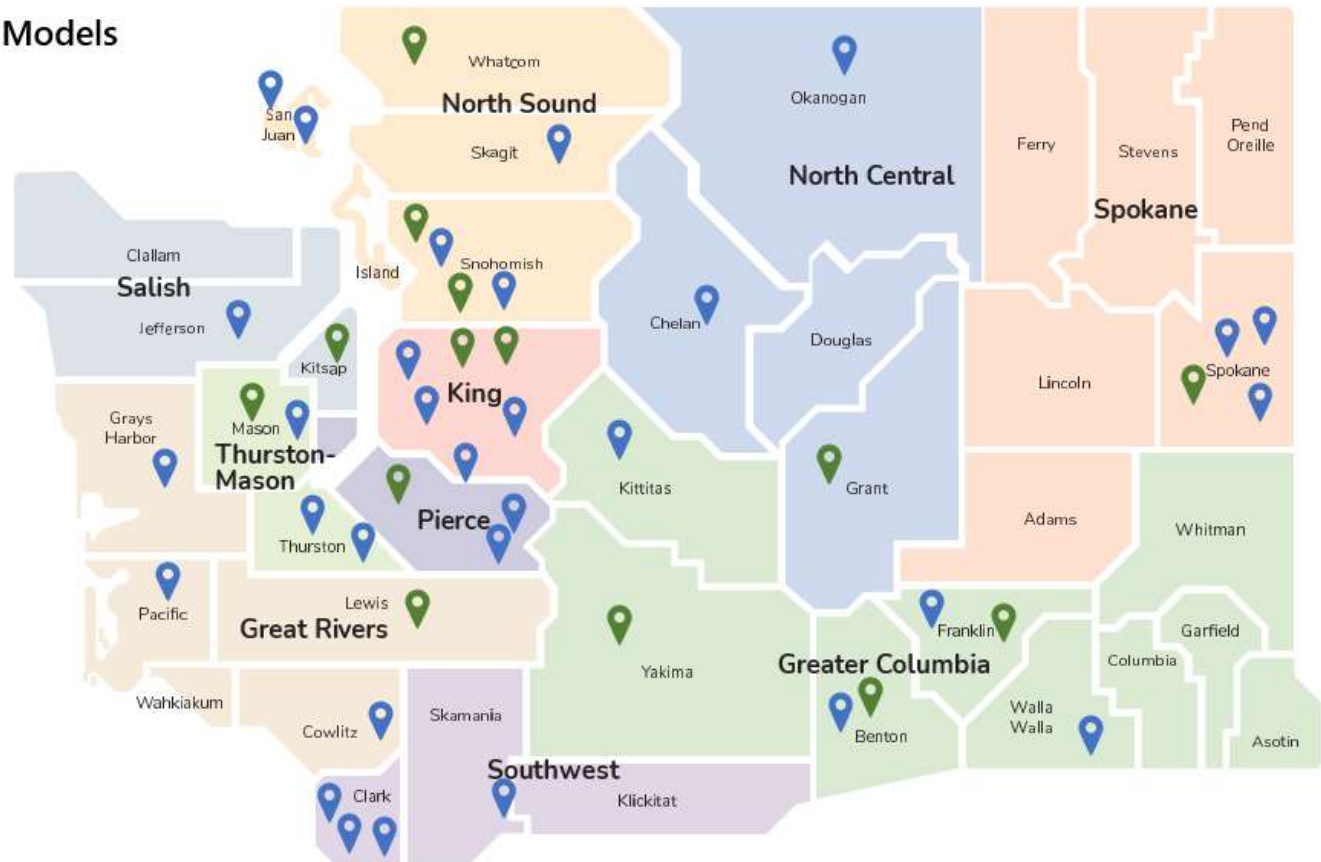 Models
Whatcom
North Sound
San
Juan
Skagit
Island
Snohomish
Okanogan
North Central
Ferry
Stevens
Pend
Oreille
Spokane
Clallam
Salish
Jefferson
Kitsap
Chelan
Douglas
King
Lincoln
Spokane
Grays
Harbor
Mason
Thurston-
Mason
Thurston
Pierce
Kittitas
Grant
Adams
Whitman
Pacific
Lewis
Great Rivers
Yakima
Franklin
Greater Columbia
Garfield
Columbia
Wahkiakum
Cowlitz
Skamania
Benton
Walla
Walla
Asotin
Southwest
Clark
Klickitat